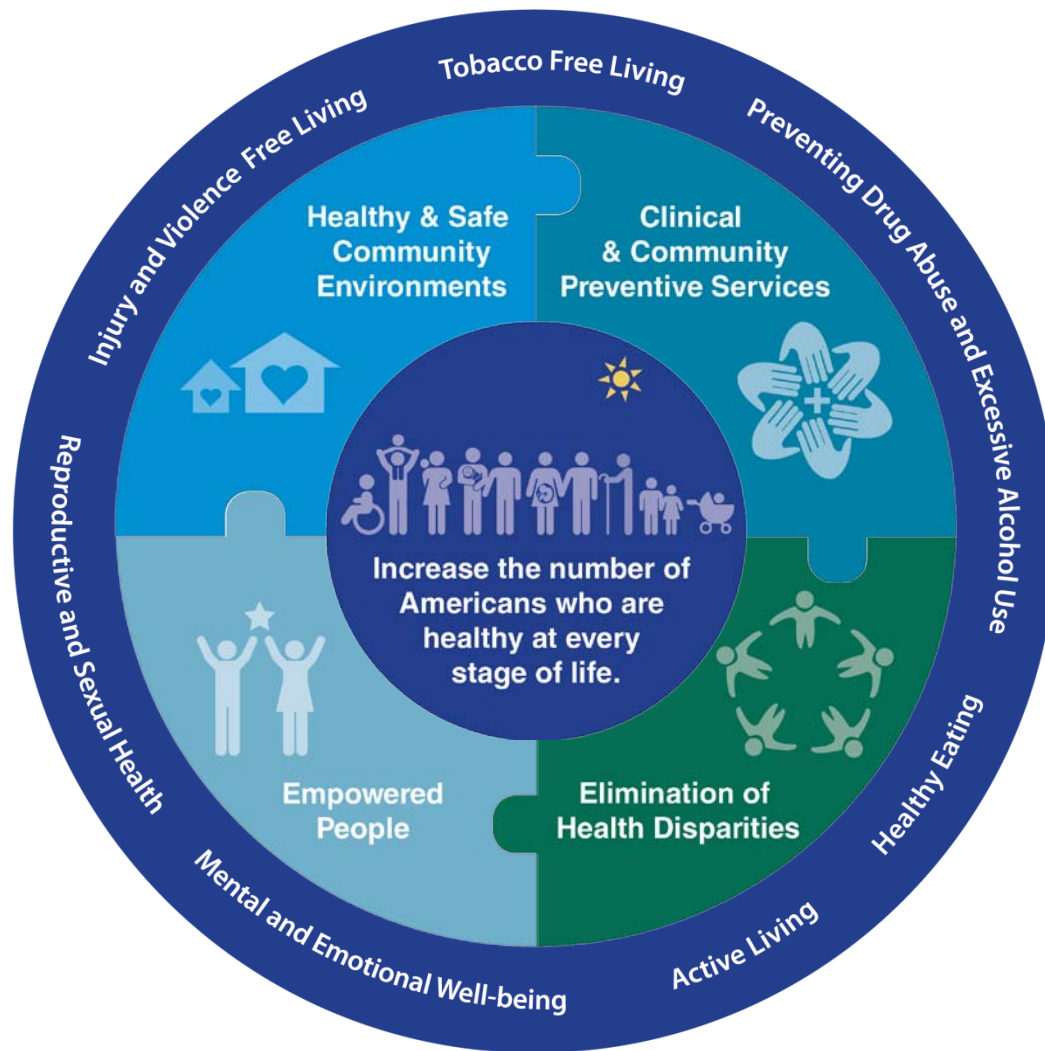 Tobacco Free Living
Preventing Drug Abuse and Excessive Alcohol Use
Healthy Eating
Active Living
Mental and Emotional Well-being
Reproductive and Sexual Health
Injury and Violence Free Living
Healthy & Safe
Community
Environments
Clinical
& Community
Preventive Services
Increase the number of
Americans who are
healthy at every
stage of life.
Empowered
People
Elimination of
Health Disparities